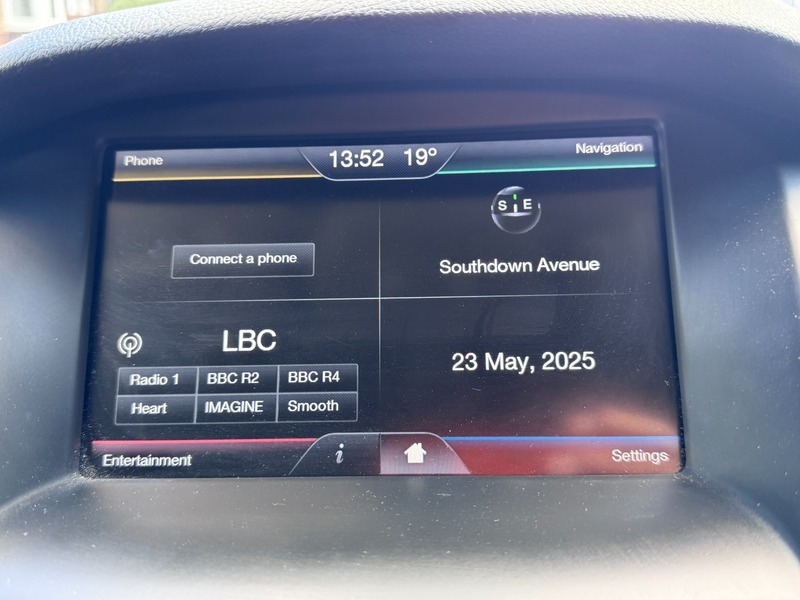 Phone
13:52 19°
Navigation
S E
Connect a phone
Southdown Avenue
LBC
Radio 1 BBC R2 BBC R4
Heart IMAGINE Smooth
23 May, 2025
Entertainment
i
Settings